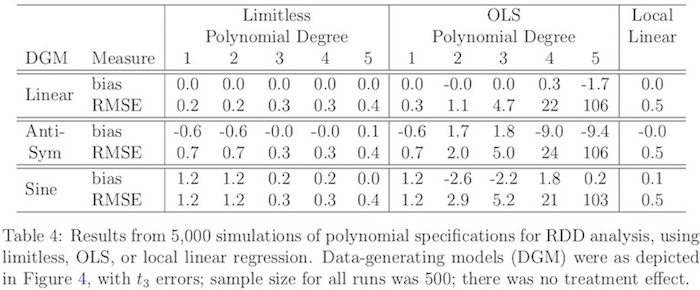 Limitless OLS Local
Polynomial Degree Polynomial Degree Linear
DGM Measure 1 2 3 4 5 1 2 3 4 5
Linear bias 0.0 0.0 0.0 0.0 0.0 0.0 -0.0 0.0 0.3 -1.7 0.0
RMSE 0.2 0.2 0.3 0.3 0.4 0.3 1.1 4.7 22 106 0.5
Anti- bias -0.6 -0.6 -0.0 -0.0 0.1 -0.6 1.7 1.8 -9.0 -9.4 -0.0
Sym RMSE 0.7 0.7 0.3 0.3 0.4 0.7 2.0 5.0 24 106 0.5
Sine bias 1.2 1.2 0.2 0.2 0.0 1.2 -2.6 -2.2 1.8 0.2 0.1
RMSE 1.2 1.2 0.3 0.3 0.4 1.2 2.9 5.2 21 103 0.5
Table 4: Results from 5,000 simulations of polynomial specifications for RDD analysis, using
limitless, OLS, or local linear regression. Data-generating models (DGM) were as depicted
in Figure 4, with t₃ errors; sample size for all runs was 500; there was no treatment effect.